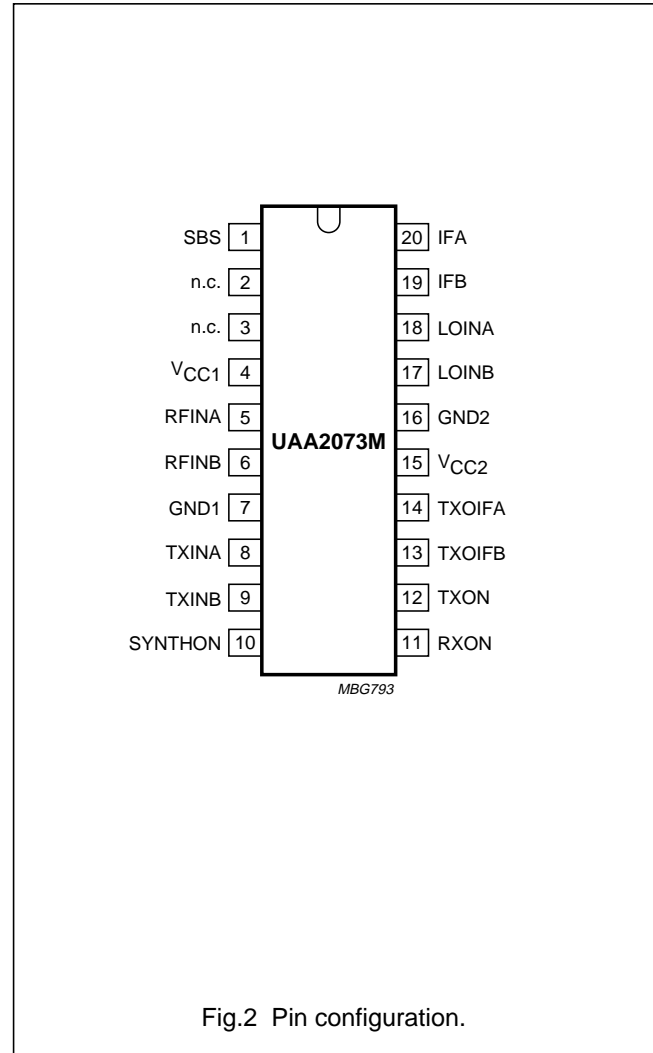 SBS 1 20 IFA
n.c. 2 19 IFB
n.c. 3 18 LOINA
VCC1 4 17 LOINB
RFINA 5 16 GND2
UAA2073M
RFINB 6 15 VCC2
GND1 7 14 TXOIFA
TXINA 8 13 TXOIFB
TXINB 9 12 TXON
SYNTHON 10 11 RXON
MBG793
Fig.2 Pin configuration.